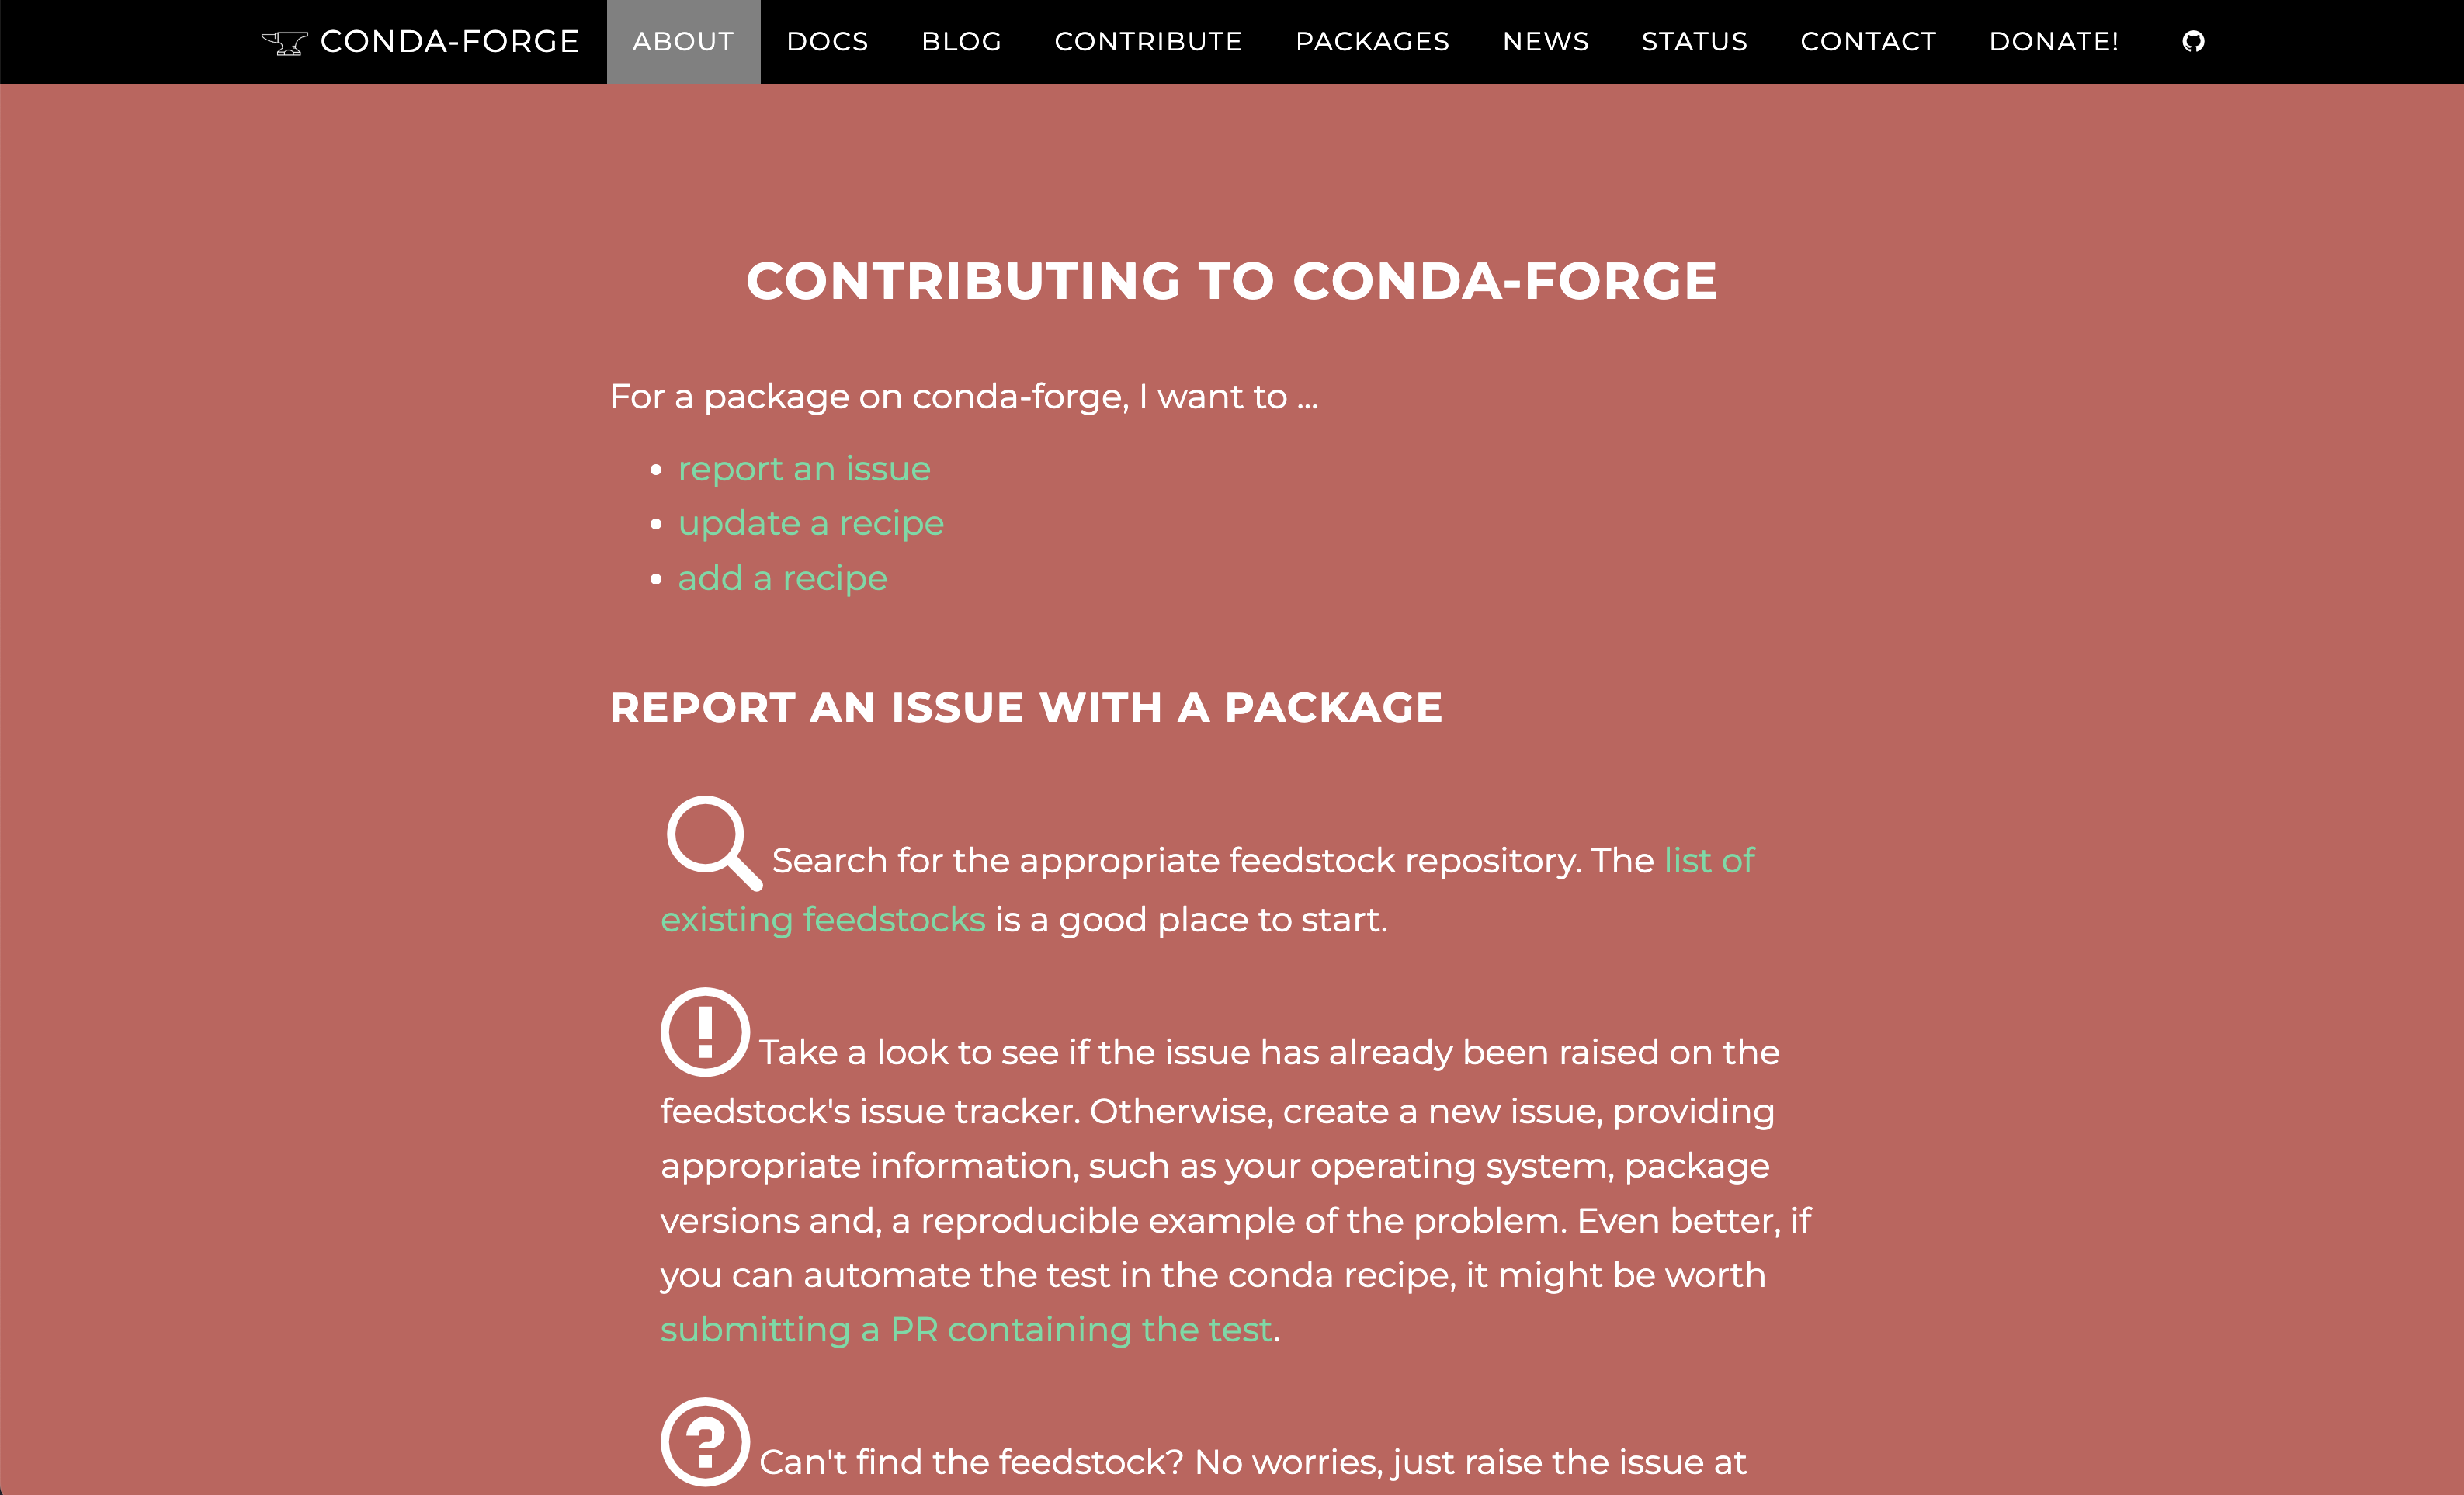 CONDA-FORGE ABOUT DOCS BLOG CONTRIBUTE PACKAGES NEWS STATUS CONTACT DONATE!
CONTRIBUTING TO CONDA-FORGE
For a package on conda-forge, I want to ...
• report an issue
• update a recipe
• add a recipe
REPORT AN ISSUE WITH A PACKAGE
Search for the appropriate feedstock repository. The list of
existing feedstocks is a good place to start.
Take a look to see if the issue has already been raised on the
feedstock's issue tracker. Otherwise, create a new issue, providing
appropriate information, such as your operating system, package
versions and, a reproducible example of the problem. Even better, if
you can automate the test in the conda recipe, it might be worth
submitting a PR containing the test.
Can't find the feedstock? No worries, just raise the issue at